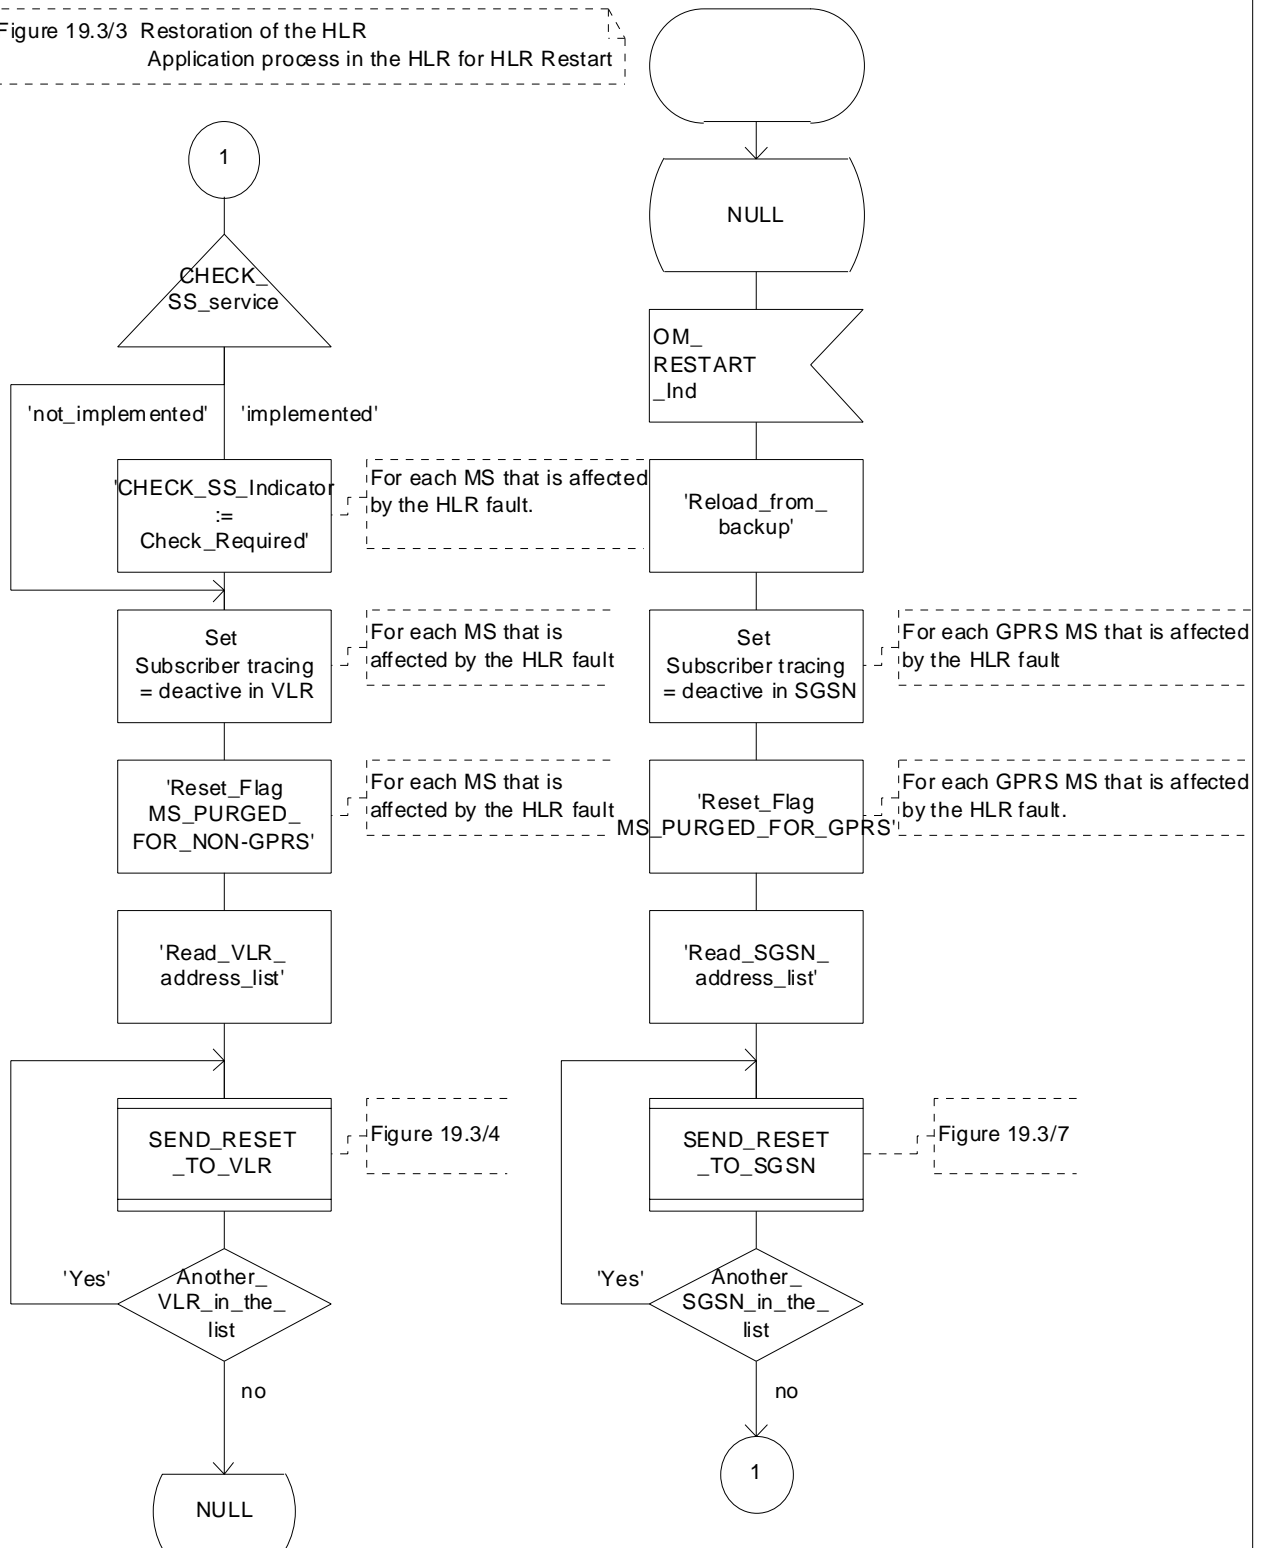 Figure 19.3/3 Restoration of the HLR
Application process in the HLR for HLR Restart
1
CHECK_
SS_service
'not_implemented'
'implemented'
'CHECK_SS_Indicator
:=
Check_Required'
For each MS that is affected
by the HLR fault.
Set
Subscriber tracing
= deactive in VLR
For each MS that is
affected by the HLR fault
'Reset_Flag
MS_PURGED_
FOR_NON-GPRS'
For each MS that is
affected by the HLR fault
'Read_VLR_
address_list'
SEND_RESET
_TO_VLR
Figure 19.3/4
'Yes'
Another_
VLR_in_the_
list
no
NULL
NULL
OM_
RESTART
_Ind
'Reload_from_
backup'
Set
Subscriber tracing
= deactive in SGSN
For each GPRS MS that is affected
by the HLR fault
'Reset_Flag
MS_PURGED_FOR_GPRS'
For each GPRS MS that is affected
by the HLR fault.
'Read_SGSN_
address_list'
SEND_RESET
_TO_SGSN
Figure 19.3/7
'Yes'
Another_
SGSN_in_the_
list
no
1